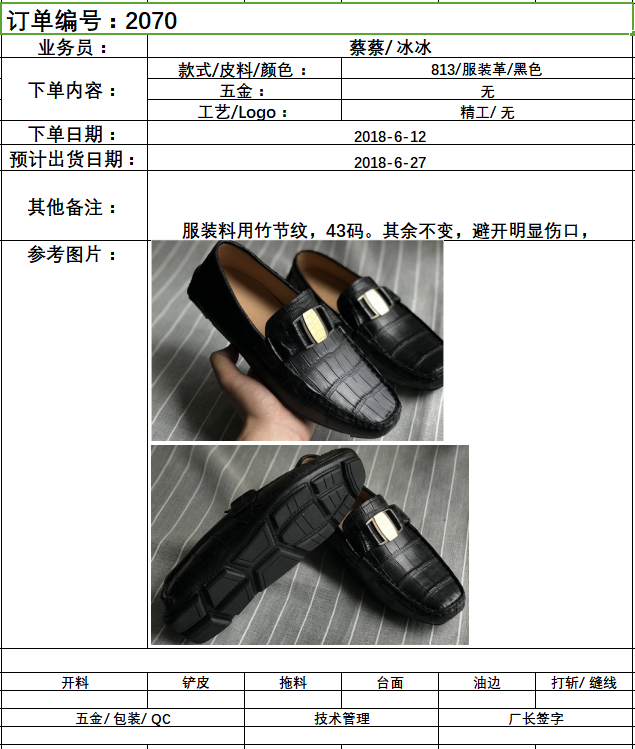 订单编号：2070
业务员： 蔡蔡/ 冰冰
下单内容： 款式/皮料/颜色 ： 813/服装革/黑色
五金 ： 无
工艺/Logo ： 精工/ 无
下单日期： 2018-6-12
预计出货日期： 2018-6-27
其他备注： 服装料用竹节纹，43码。其余不变，避开明显伤口，
参考图片 ：
开料 铲皮 拖料 台面 油边 打斩/ 缝线
五金/ 包装/ QC 技术管理 厂长签字